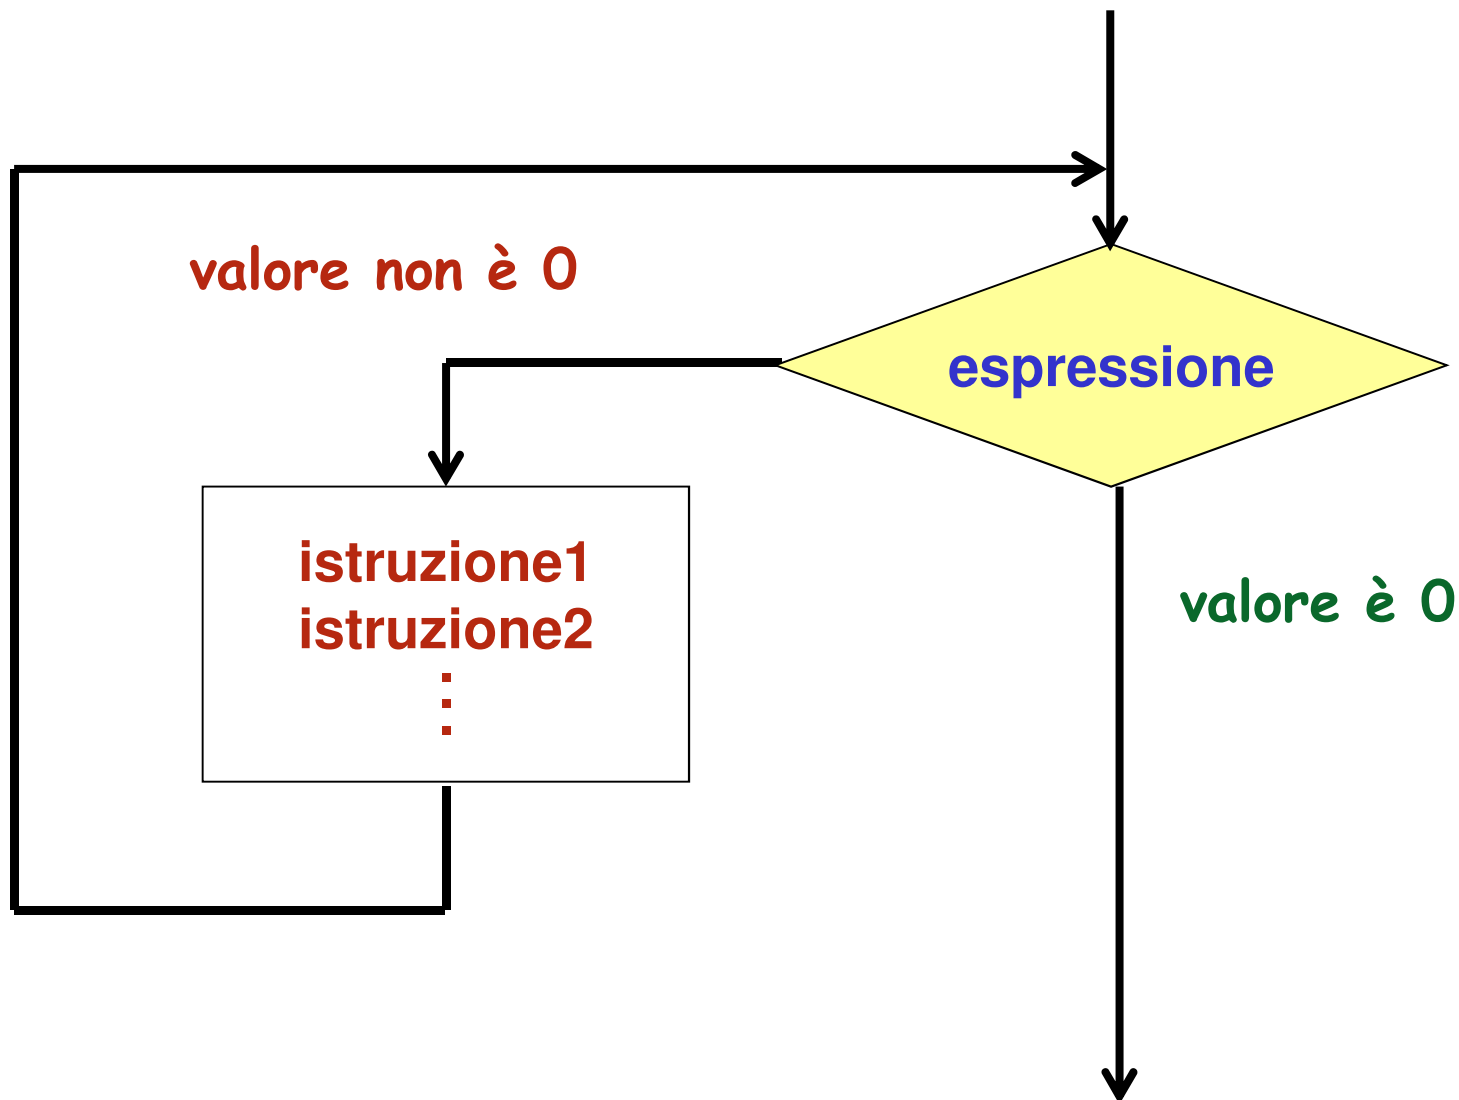 valore non è 0
espressione
istruzione1
istruzione2
valore è 0